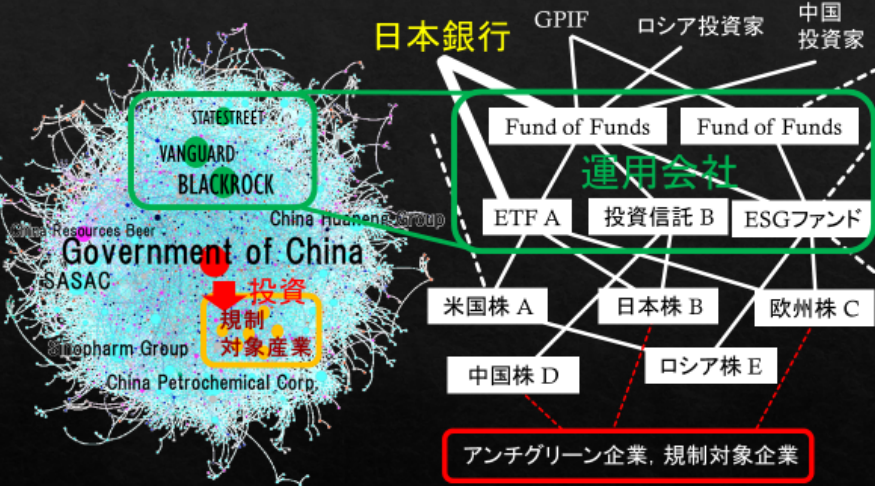 日本銀行
GPIF
ロシア投資家
中国
投資家
STATESTREET
VANGUARD
BLACKROCK
Fund of Funds
Fund of Funds
運用会社
ETF A
投資信託 B
ESGファンド
China Huaneng Group
China Resources Beer
Government of China
SASAC
投資
規制
対象産業
Sinopharm Group
China Petrochemical Corp.
米国株 A
日本株 B
欧州株 C
中国株 D
ロシア株 E
アンチグリーン企業, 規制対象企業